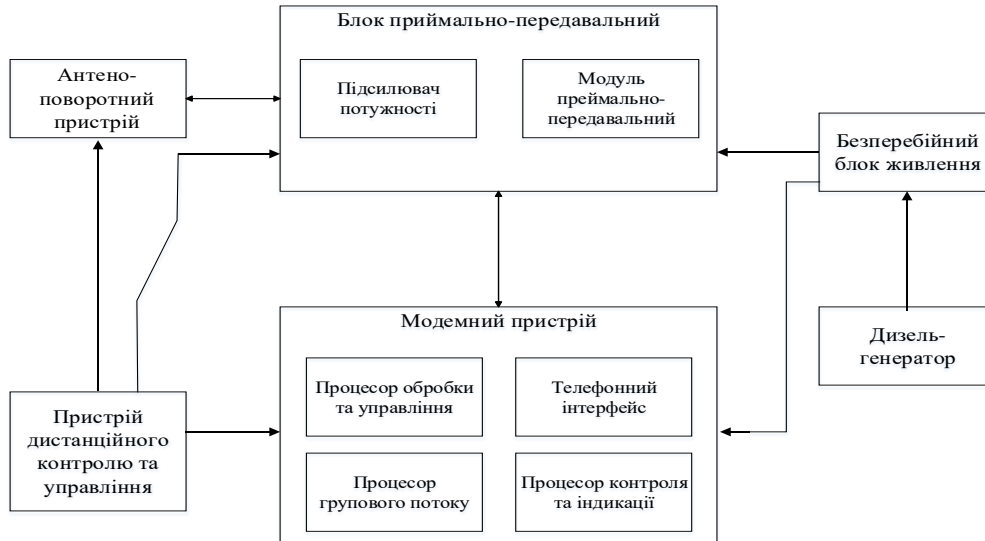 Блок приймально-передавальний
Антено-
поворотний
пристрій
Підсилювач
потужності
Модуль
преймально-
передавальний
Безперебійний
блок живлення
Модемний пристрій
Дизель-
генератор
Процесор обробки
та управління
Телефонний
інтерфейс
Пристрій
дистанційного
контролю та
управління
Процесор
групового потоку
Процесор контроля
та індикації